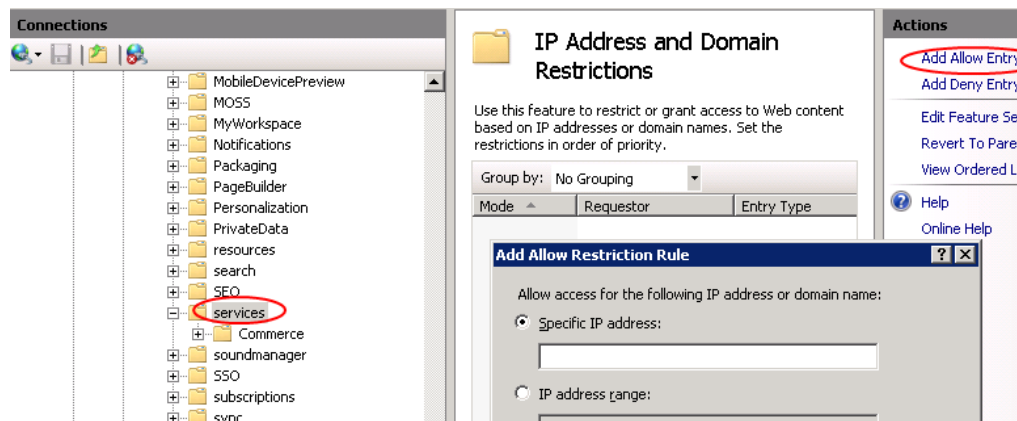 Connections
MobileDevicePreview
MOSS
MyWorkspace
Notifications
Packaging
PageBuilder
Personalization
PrivateData
resources
search
SEO
services
Commerce
soundmanager
SSO
subscriptions
sync
IP Address and Domain
Restrictions
Use this feature to restrict or grant access to Web content
based on IP addresses or domain names. Set the
restrictions in order of priority.
Group by: No Grouping
Mode Requestor Entry Type
Add Allow Restriction Rule
Allow access for the following IP address or domain name:
Specific IP address:
IP address range:
Actions
Add Allow Entry
Add Deny Entry
Edit Feature Se
Revert To Pare
View Ordered L
Help
Online Help